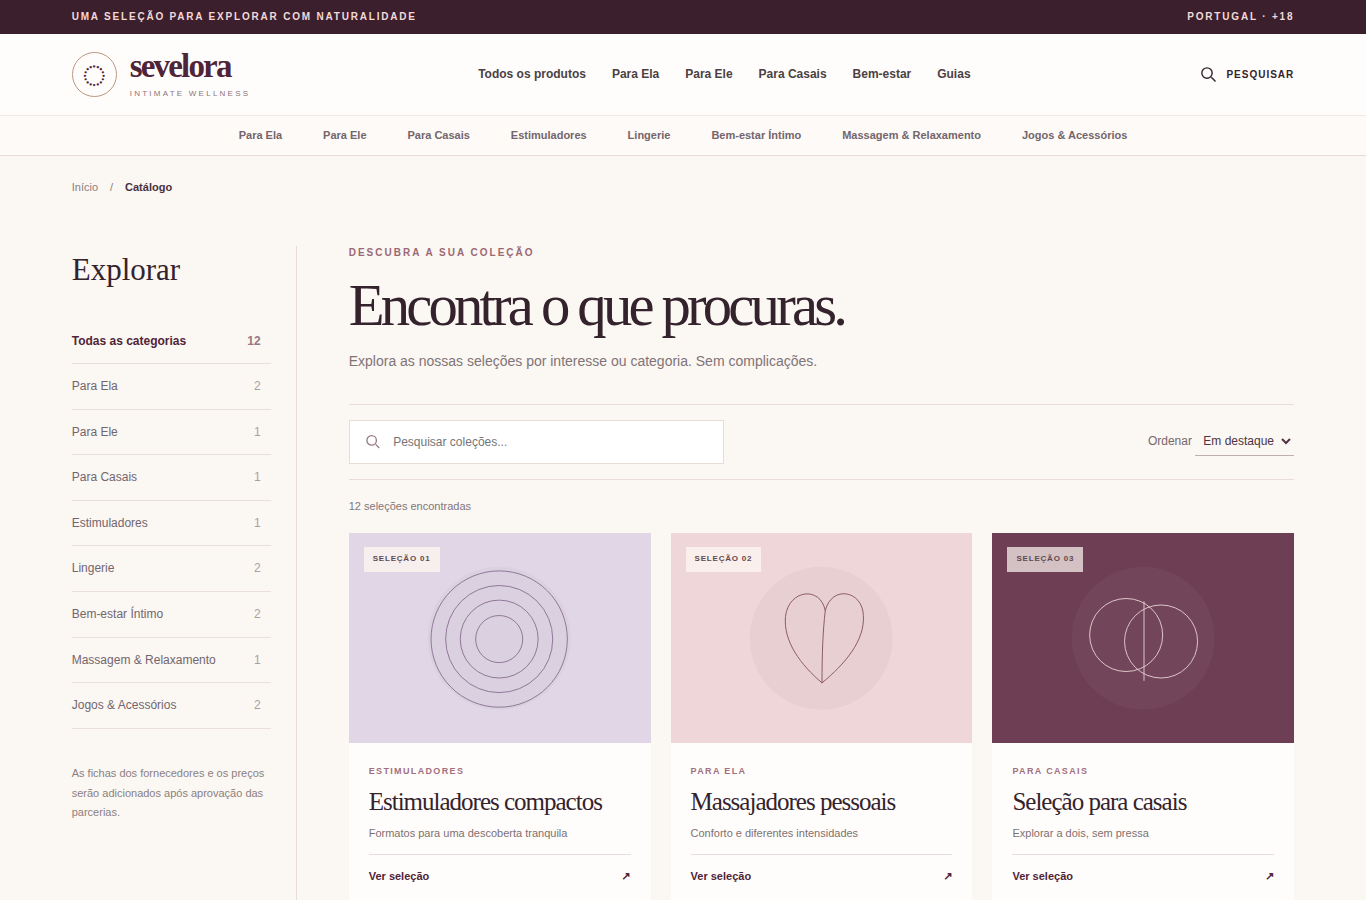 UMA SELEÇÃO PARA EXPLORAR COM NATURALIDADE
PORTUGAL · +18
sevelora
INTIMATE WELLNESS
Todos os produtos
Para Ela
Para Ele
Para Casais
Bem-estar
Guias
PESQUISAR
Para Ela
Para Ele
Para Casais
Estimuladores
Lingerie
Bem-estar Íntimo
Massagem & Relaxamento
Jogos & Acessórios
Início / Catálogo
Explorar
Todas as categorias 12
Para Ela 2
Para Ele 1
Para Casais 1
Estimuladores 1
Lingerie 2
Bem-estar Íntimo 2
Massagem & Relaxamento 1
Jogos & Acessórios 2
As fichas dos fornecedores e os preços
serão adicionados após aprovação das
parcerias.
DESCUBRA A SUA COLEÇÃO
Encontra o que procuras.
Explora as nossas seleções por interesse ou categoria. Sem complicações.
Pesquisar coleções...
Ordenar Em destaque
12 seleções encontradas
SELEÇÃO 01
ESTIMULADORES
Estimuladores compactos
Formatos para uma descoberta tranquila
Ver seleção ↗
SELEÇÃO 02
PARA ELA
Massajadores pessoais
Conforto e diferentes intensidades
Ver seleção ↗
SELEÇÃO 03
PARA CASAIS
Seleção para casais
Explorar a dois, sem pressa
Ver seleção ↗